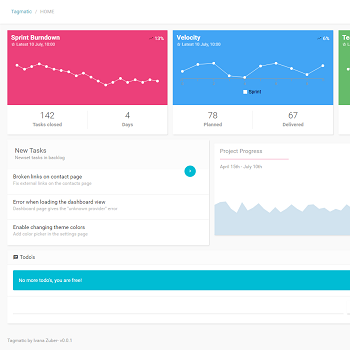 Tagmatic / HOME
Sprint Burndown
13%
Latest 10 July, 10:00
142
Tasks closed
4
Days
Velocity
6%
Latest 10 July, 10:00
Sprint
78
Planned
67
Delivered
Te
New Tasks
Newset tasks in backlog
Broken links on contact page
Fix external links on the contacts page
Error when loading the dashboard view
Dashboard page gives the "unknown provider" error
Enable changing theme colors
Add color picker in the settings page
Project Progress
April 15th - July 10th
Todo's
No more todo's, you are free!
Tagmatic by Ivana Zuber v0.0.1